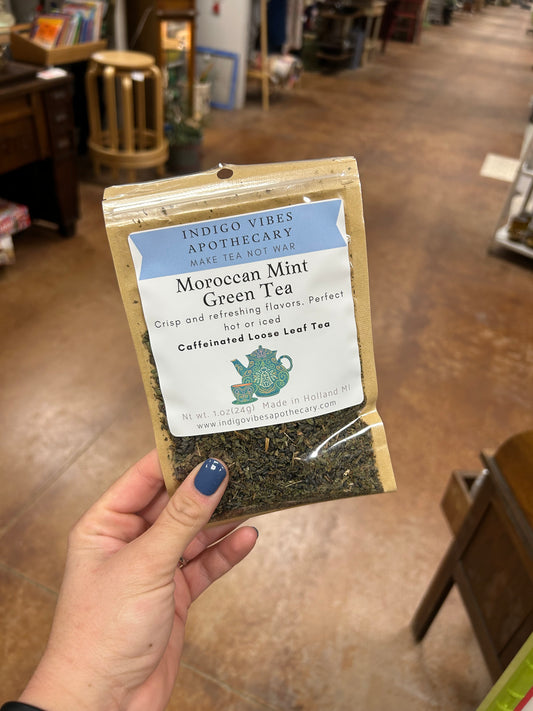 INDIGO VIBES
APOTHECARY
MAKE TEA NOT WAR
Moroccan Mint
Green Tea
Crisp and refreshing flavors. Perfect
hot or iced
Caffeinated Loose Leaf Tea
Nt wt. 1.oz(24g) Made in Holland MI
www.indigovibesapothecary.com